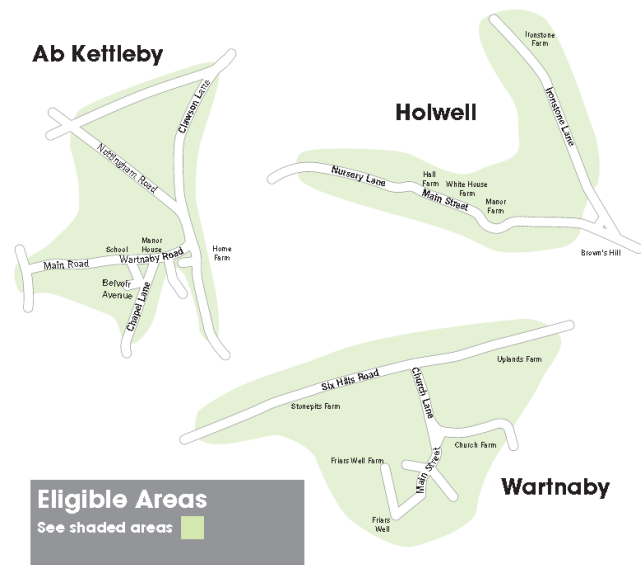 Ab Kettleby
Clawson Lane
Nottingham Road
School
Manor
House
Main Road
Wartnaby Road
Home
Farm
Belvoir
Avenue
Chapel Lane
Holwell
Ironstone
Farm
Ironstone Lane
Nursery Lane
Hall
Farm
White House
Farm
Main Street
Manor
Farm
Brown's Hill
Six Hills Road
Uplands Farm
Stonepits Farm
Church Lane
Church Farm
Friars Well Farm
Main Street
Friars
Well
Wartnaby
Eligible Areas
See shaded areas